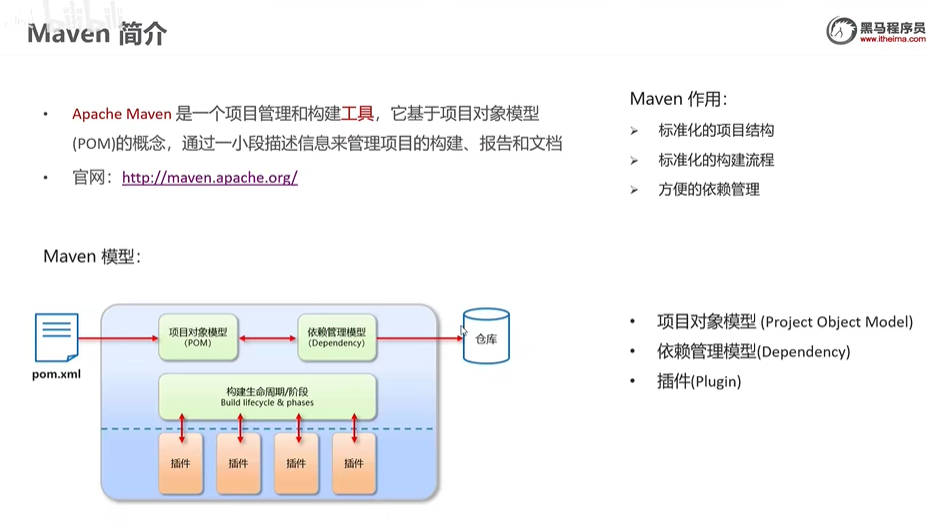 Maven 简介
黑马程序员
www.itheima.com
• Apache Maven 是一个项目管理和构建工具，它基于项目对象模型
(POM)的概念，通过一小段描述信息来管理项目的构建、报告和文档
• 官网：http://maven.apache.org/
Maven 作用：
➢ 标准化的项目结构
➢ 标准化的构建流程
➢ 方便的依赖管理
Maven 模型：
pom.xml
项目对象模型
(POM)
依赖管理模型
(Dependency)
仓库
构建生命周期/阶段
Build lifecycle & phases
插件
插件
插件
插件
• 项目对象模型 (Project Object Model)
• 依赖管理模型(Dependency)
• 插件(Plugin)